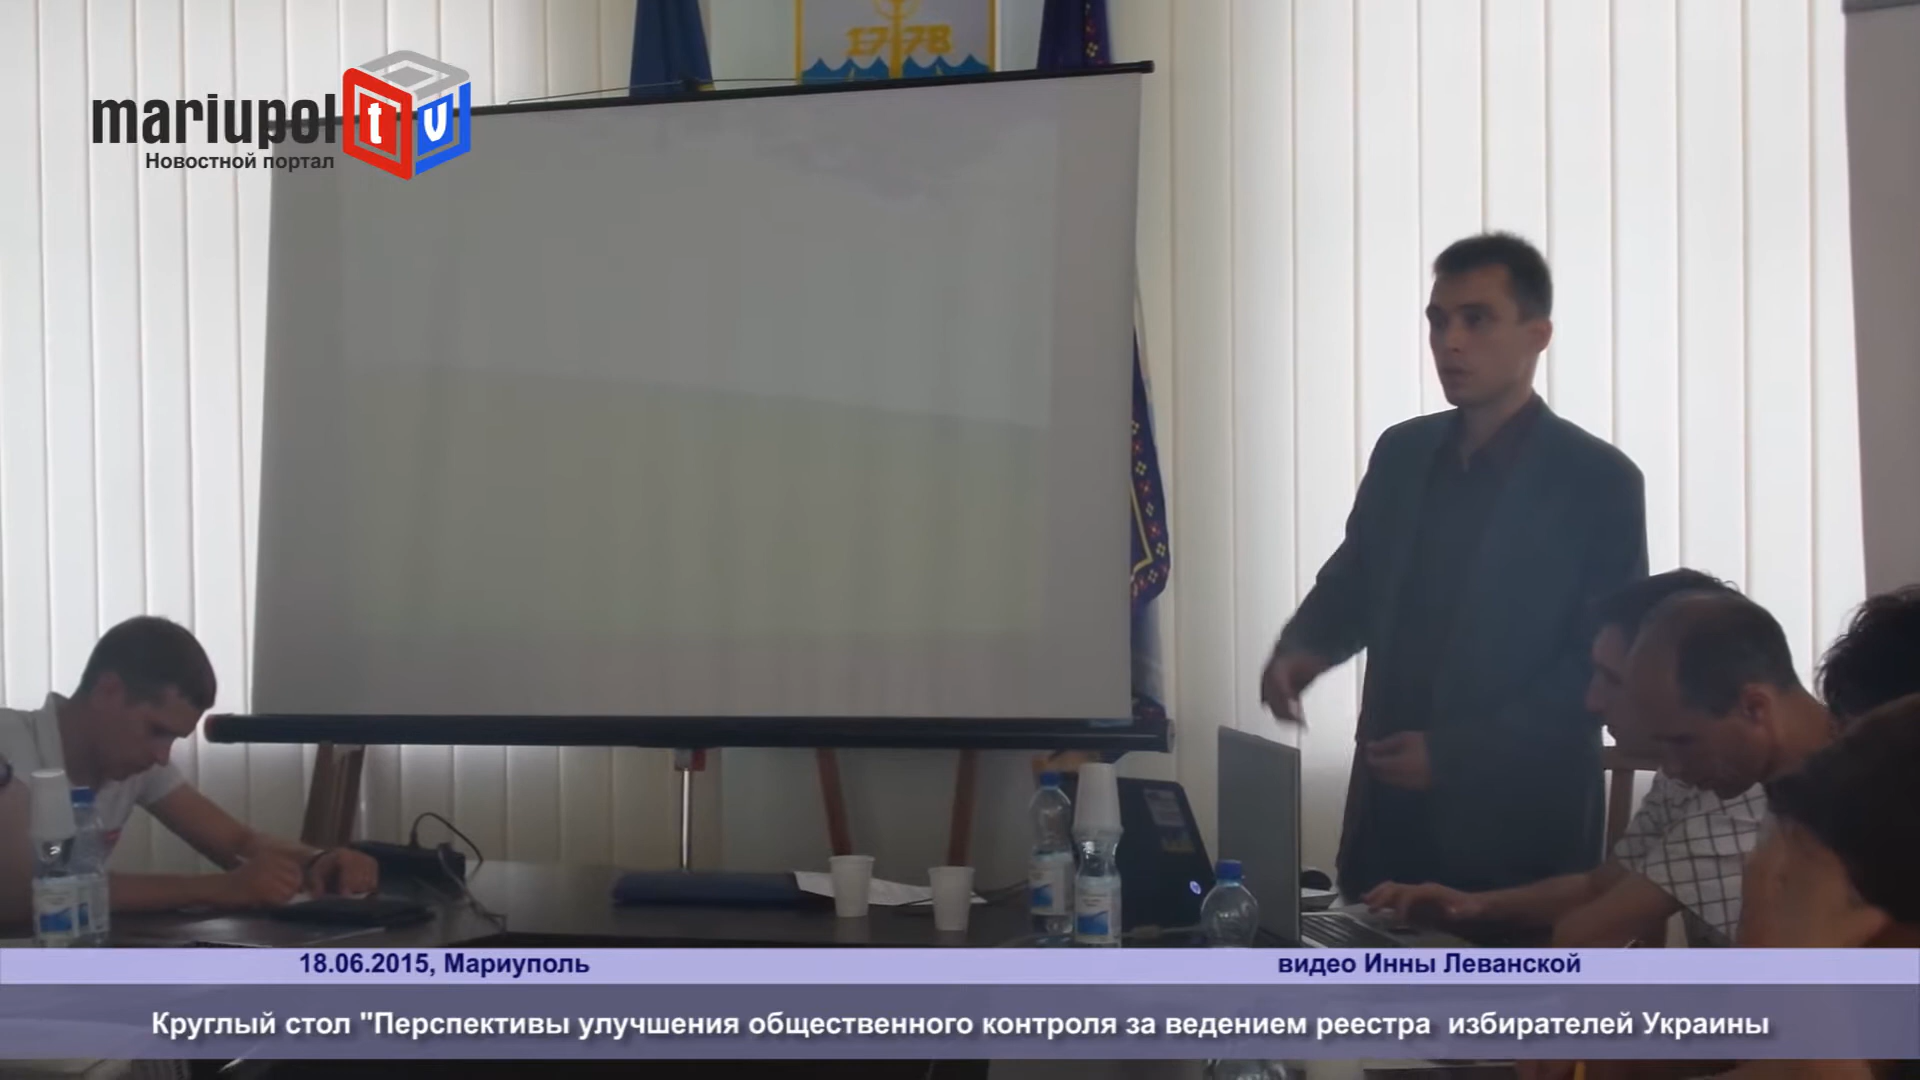 1778
mariupol tv
Новостной портал
18.06.2015, Мариуполь
видео Инны Леванской
Круглый стол "Перспективы улучшения общественного контроля за ведением реестра избирателей Украины